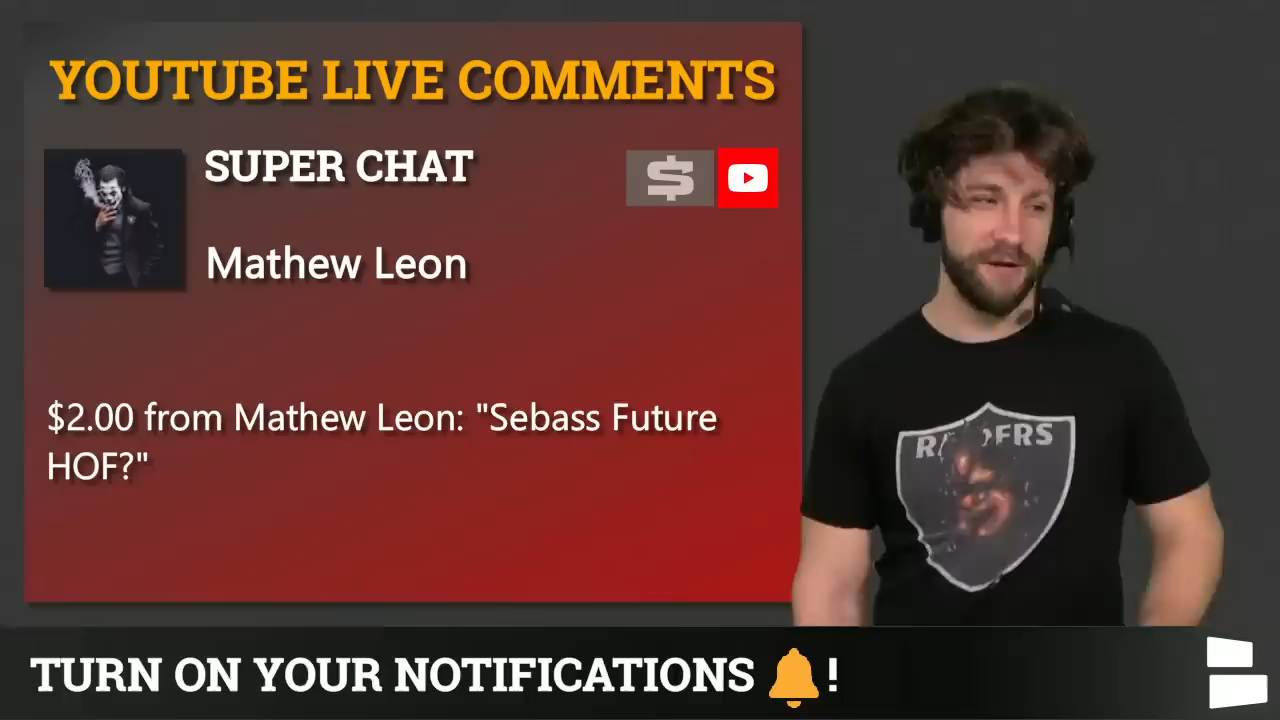 YOUTUBE LIVE COMMENTS
SUPER CHAT
Mathew Leon
$2.00 from Mathew Leon: "Sebass Future
HOF?"
TURN ON YOUR NOTIFICATIONS !